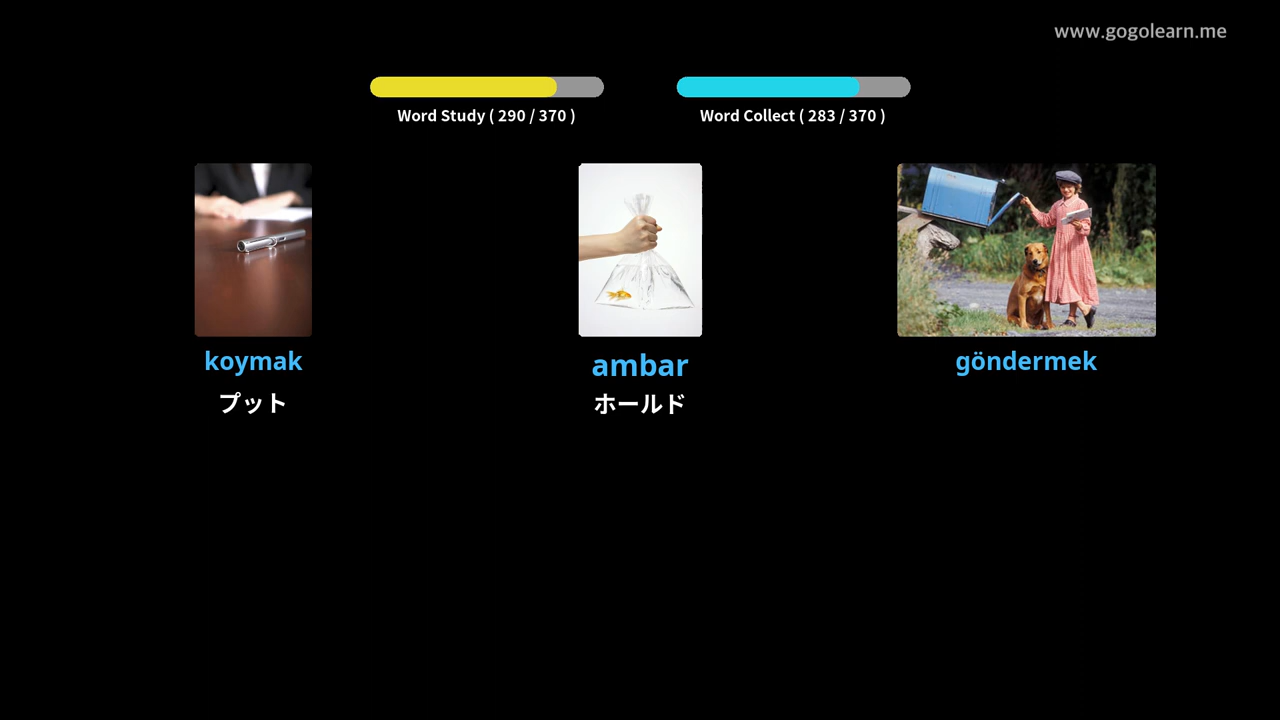 www.gogolearn.me
Word Study ( 290 / 370 )
Word Collect ( 283 / 370 )
koymak
ambar
göndermek
プット
ホールド